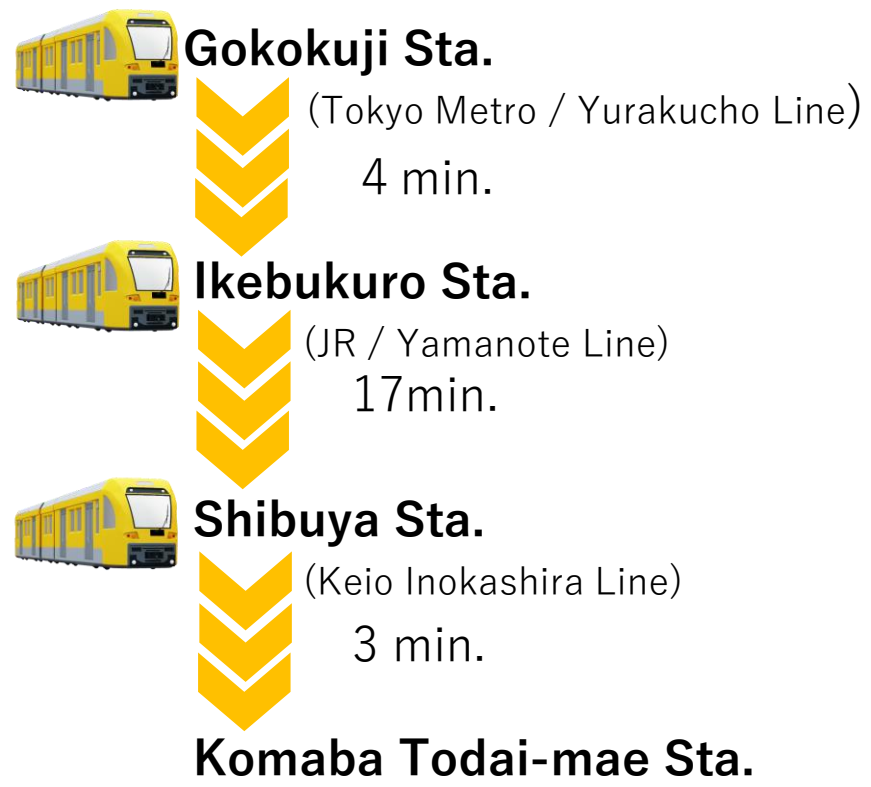 Gokokuji Sta.
(Tokyo Metro / Yurakucho Line)
4 min.
Ikebukuro Sta.
(JR / Yamanote Line)
17min.
Shibuya Sta.
(Keio Inokashira Line)
3 min.
Komaba Todai-mae Sta.